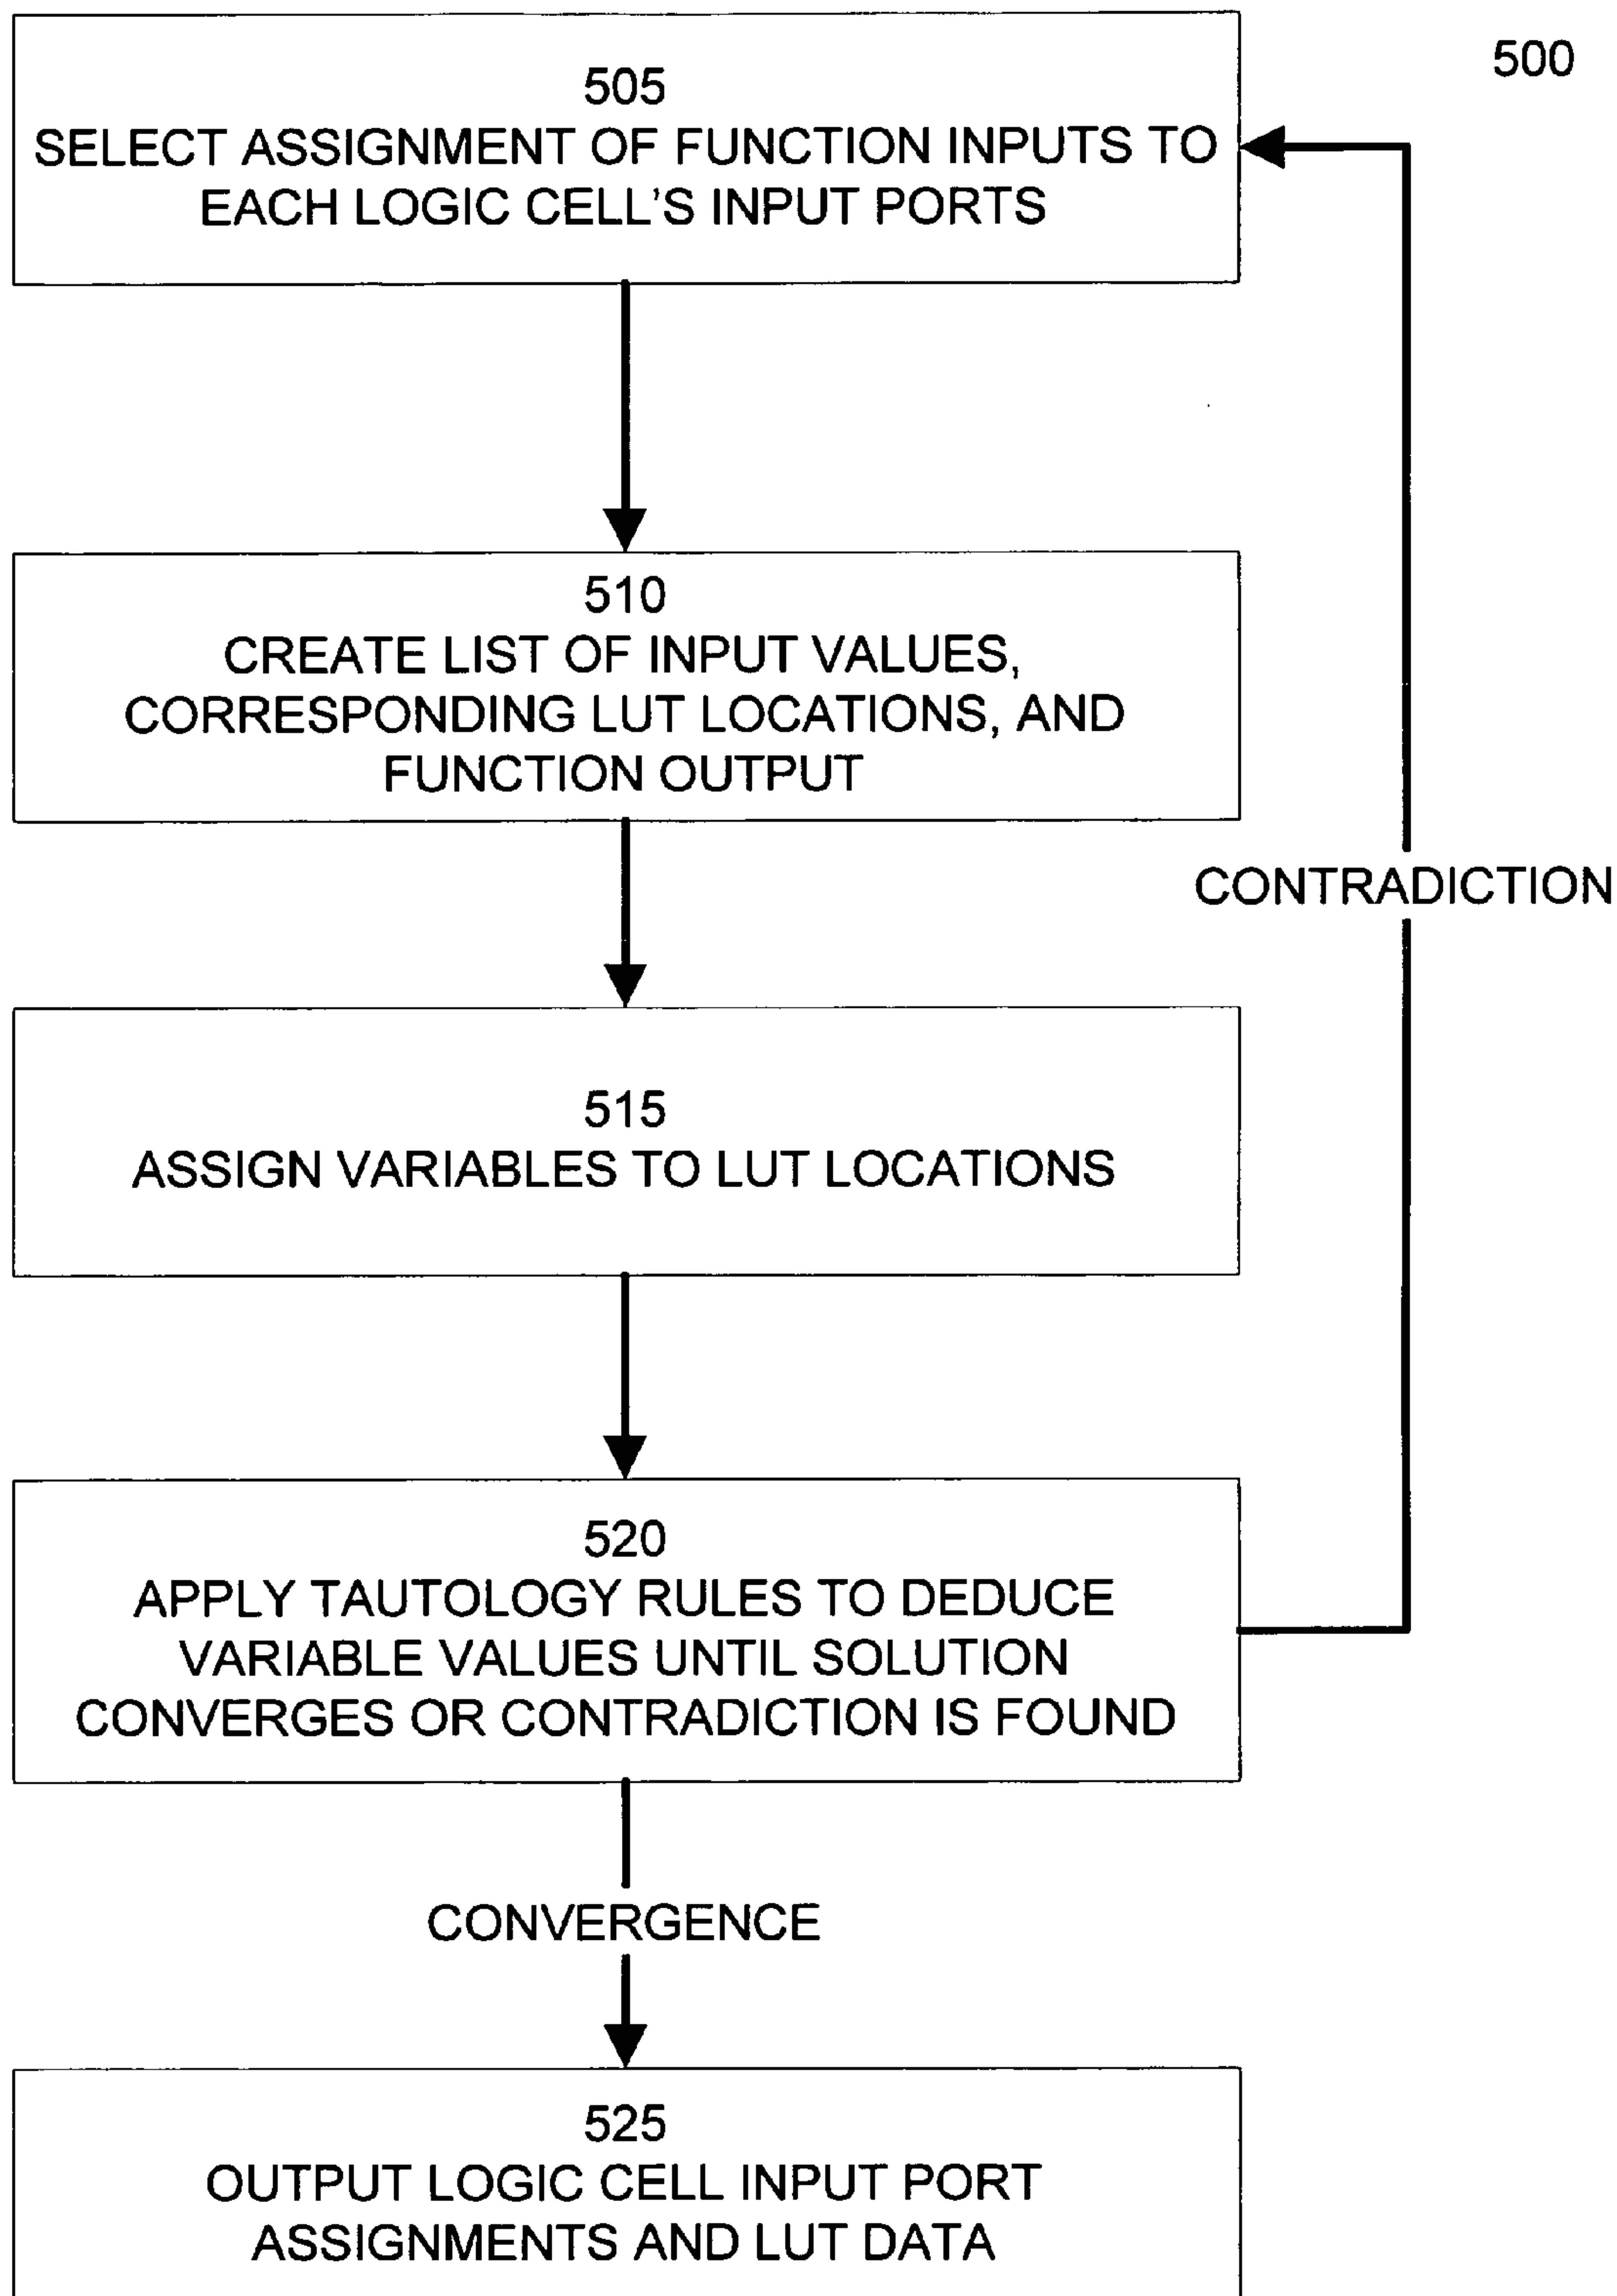 500
505
SELECT ASSIGNMENT OF FUNCTION INPUTS TO
EACH LOGIC CELL'S INPUT PORTS
510
CREATE LIST OF INPUT VALUES,
CORRESPONDING LUT LOCATIONS, AND
FUNCTION OUTPUT
CONTRADICTION
515
ASSIGN VARIABLES TO LUT LOCATIONS
520
APPLY TAUTOLOGY RULES TO DEDUCE
VARIABLE VALUES UNTIL SOLUTION
CONVERGES OR CONTRADICTION IS FOUND
CONVERGENCE
525
OUTPUT LOGIC CELL INPUT PORT
ASSIGNMENTS AND LUT DATA